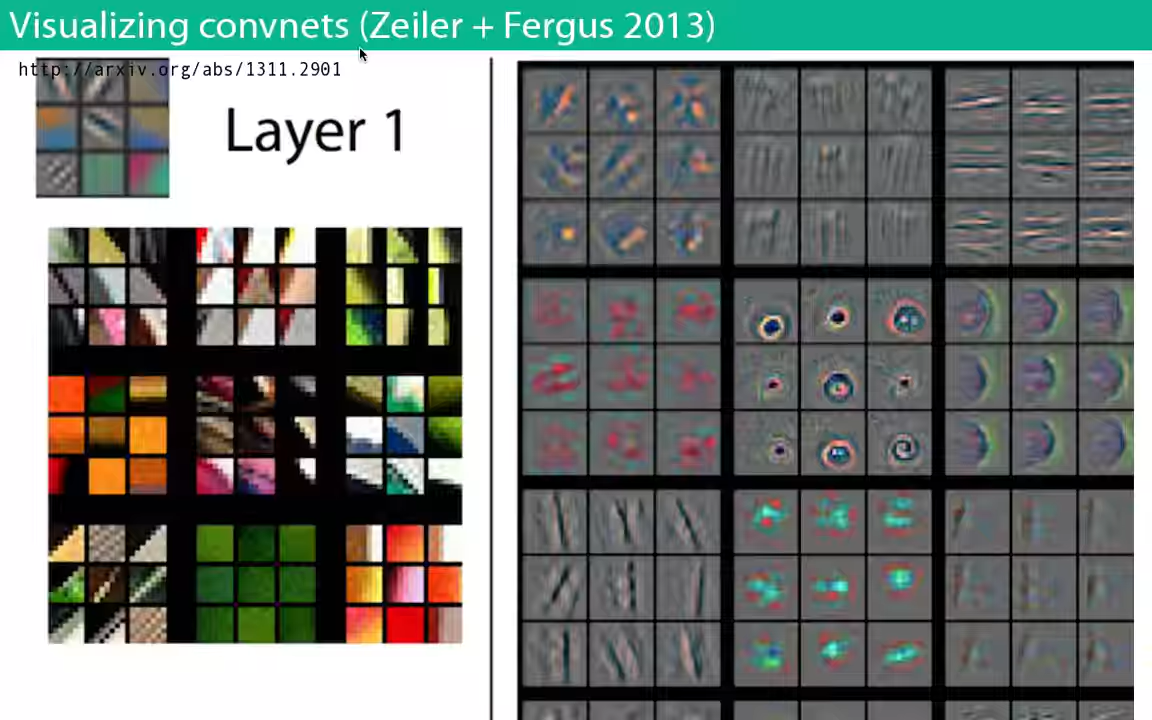 Visualizing convnets (Zeiler + Fergus 2013)
http://arxiv.org/abs/1311.2901
Layer 1